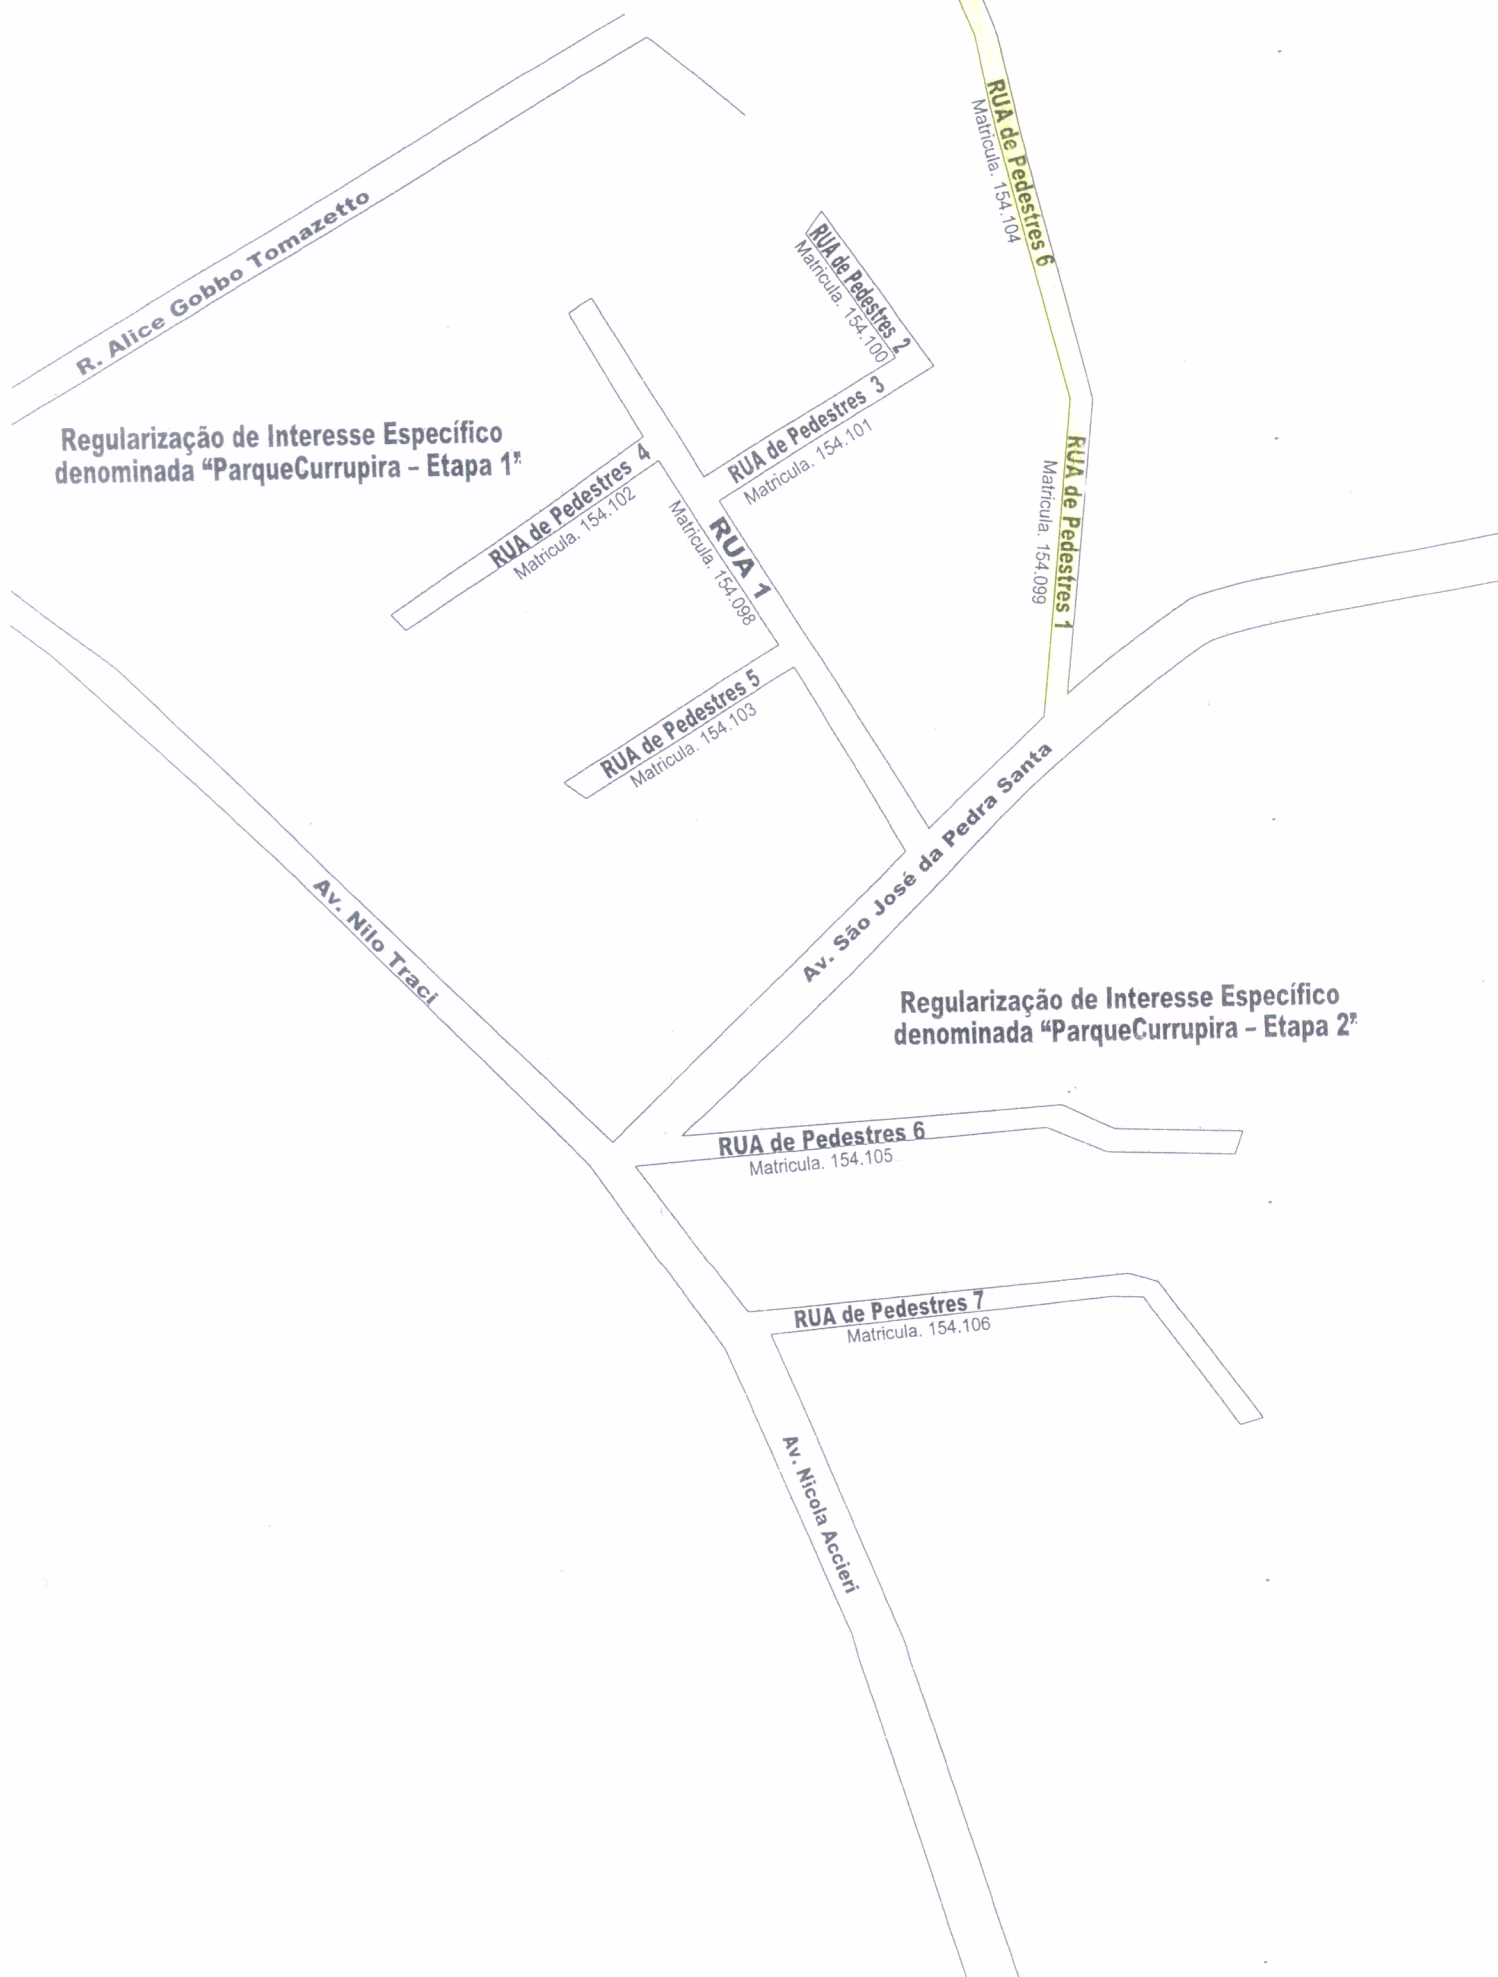 RUA de Pedestres 6
Matricula. 154.104
R. Alice Gobbo Tomazetto
RUA de Pedestres 2
Matricula. 154.100
RUA de Pedestres 3
Matricula. 154.101
Regularização de Interesse Específico
denominada “ParqueCurrupira – Etapa 1”.
RUA de Pedestres 4
Matricula. 154.102
RUA 1
Matricula. 154.098
RUA de Pedestres 1
Matricula. 154.099
RUA de Pedestres 5
Matricula. 154.103
Av. São José da Pedra Santa
Av. Nilo Traci
Regularização de Interesse Específico
denominada “ParqueCurrupira – Etapa 2”.
RUA de Pedestres 6
Matricula. 154.105
RUA de Pedestres 7
Matricula. 154.106
Av. Nicola Accieri